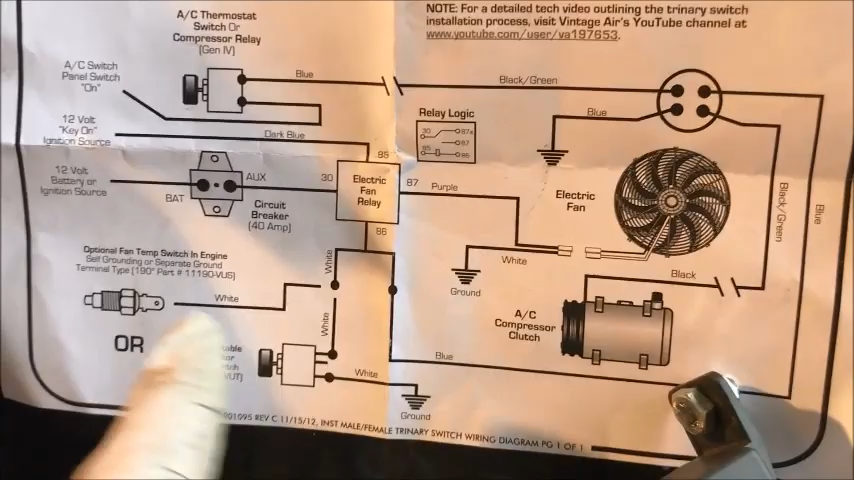 NOTE: For a detailed tech video outlining the trinary switch
installation process, visit Vintage Air's YouTube channel at
www.youtube.com/user/va197653.
A/C Thermostat
Switch Or
Compressor Relay
[Gen IV]
A/C Switch
Panel Switch
"On"
Blue
Black/Green
12 Volt
"Key On"
Ignition Source
Dark Blue
Relay Logic
30
87a
87
85
86
Blue
12 Volt
Battery or
Ignition Source
BAT
AUX
Circuit
Breaker
[40 Amp]
30
85
Electric
Fan
Relay
87
86
Purple
Electric
Fan
White
Ground
Black/Green
Blue
Black
Optional Fan Temp Switch In Engine
Self Grounding or Separate Ground
Terminal Type [190° Part # 11190-VUS]
White
White
White
OR
A/C
Compressor
Clutch
Blue
White
Ground
REV C 11/15/12, INST MALE/FEMALE TRINARY SWITCH WIRING DIAGRAM PG 1 OF 1